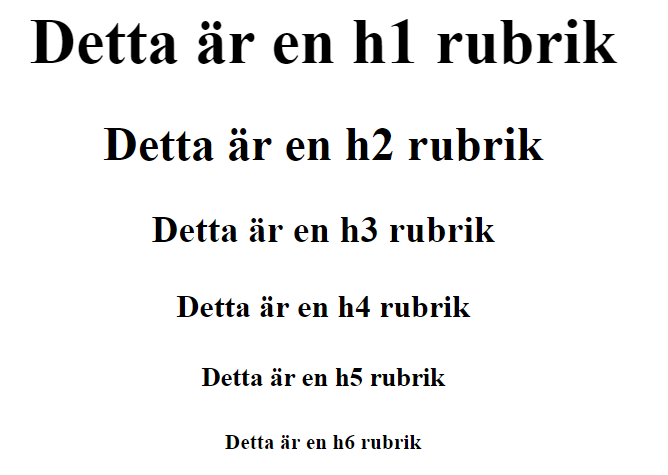 Detta är en h1 rubrik
Detta är en h2 rubrik
Detta är en h3 rubrik
Detta är en h4 rubrik
Detta är en h5 rubrik
Detta är en h6 rubrik